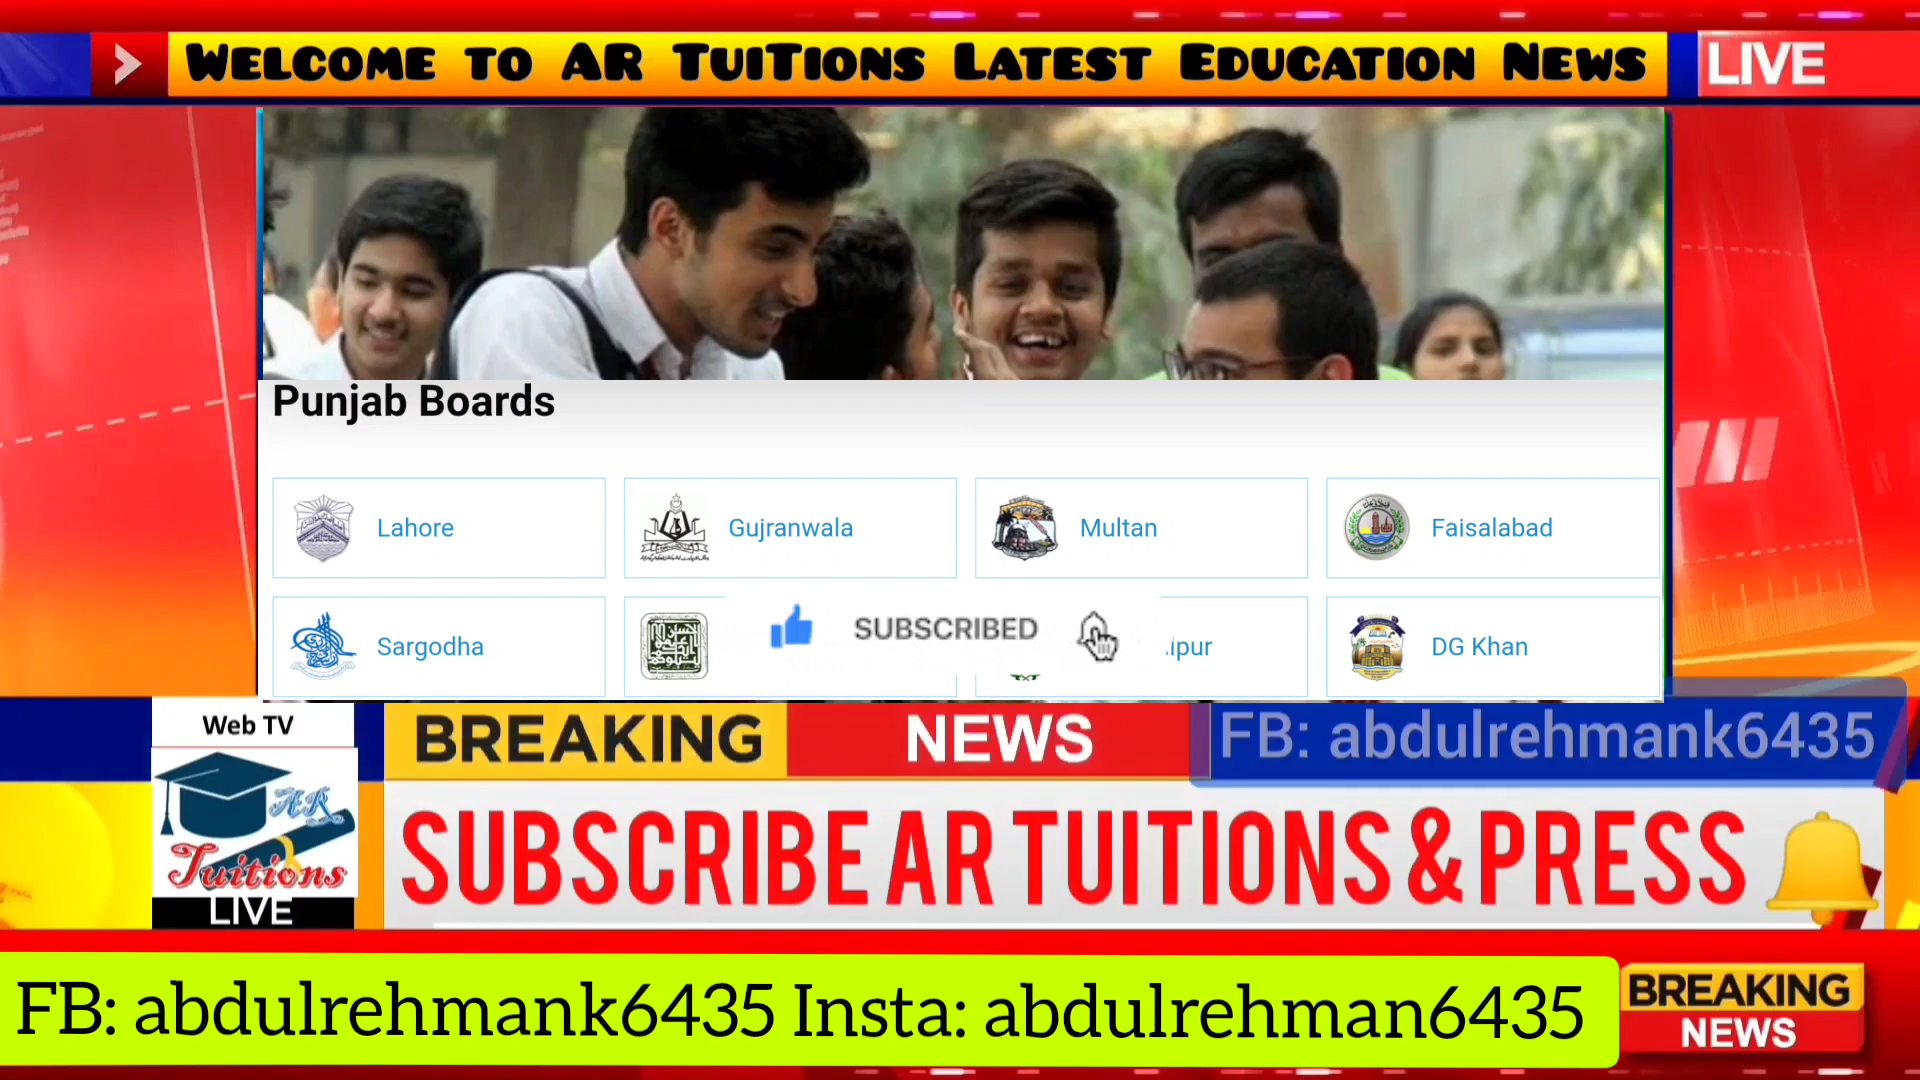 WELCOME TO AR TUITIONS LATEST EDUCATION NEWS
LIVE
Punjab Boards
Lahore
Gujranwala
Multan
Faisalabad
Sargodha
SUBSCRIBED
DG Khan
Web TV
AR
Tuitions
LIVE
BREAKING
NEWS
FB: abdulrehmank6435
SUBSCRIBE AR TUITIONS & PRESS
FB: abdulrehmank6435 Insta: abdulrehman6435
BREAKING
NEWS